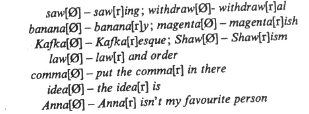 saw[Ø] – saw[r]ing; withdraw[Ø]- withdraw[r]al
banana[Ø] – banana[r]y; magenta[Ø] – magenta[r]ish
Kafka[Ø] – Kafka[r]esque; Shaw[Ø] – Shaw[r]ism
law[Ø] – law[r] and order
comma[Ø] – put the comma[r] in there
idea[Ø] – the idea[r] is
Anna[Ø] – Anna[r] isn't my favourite person